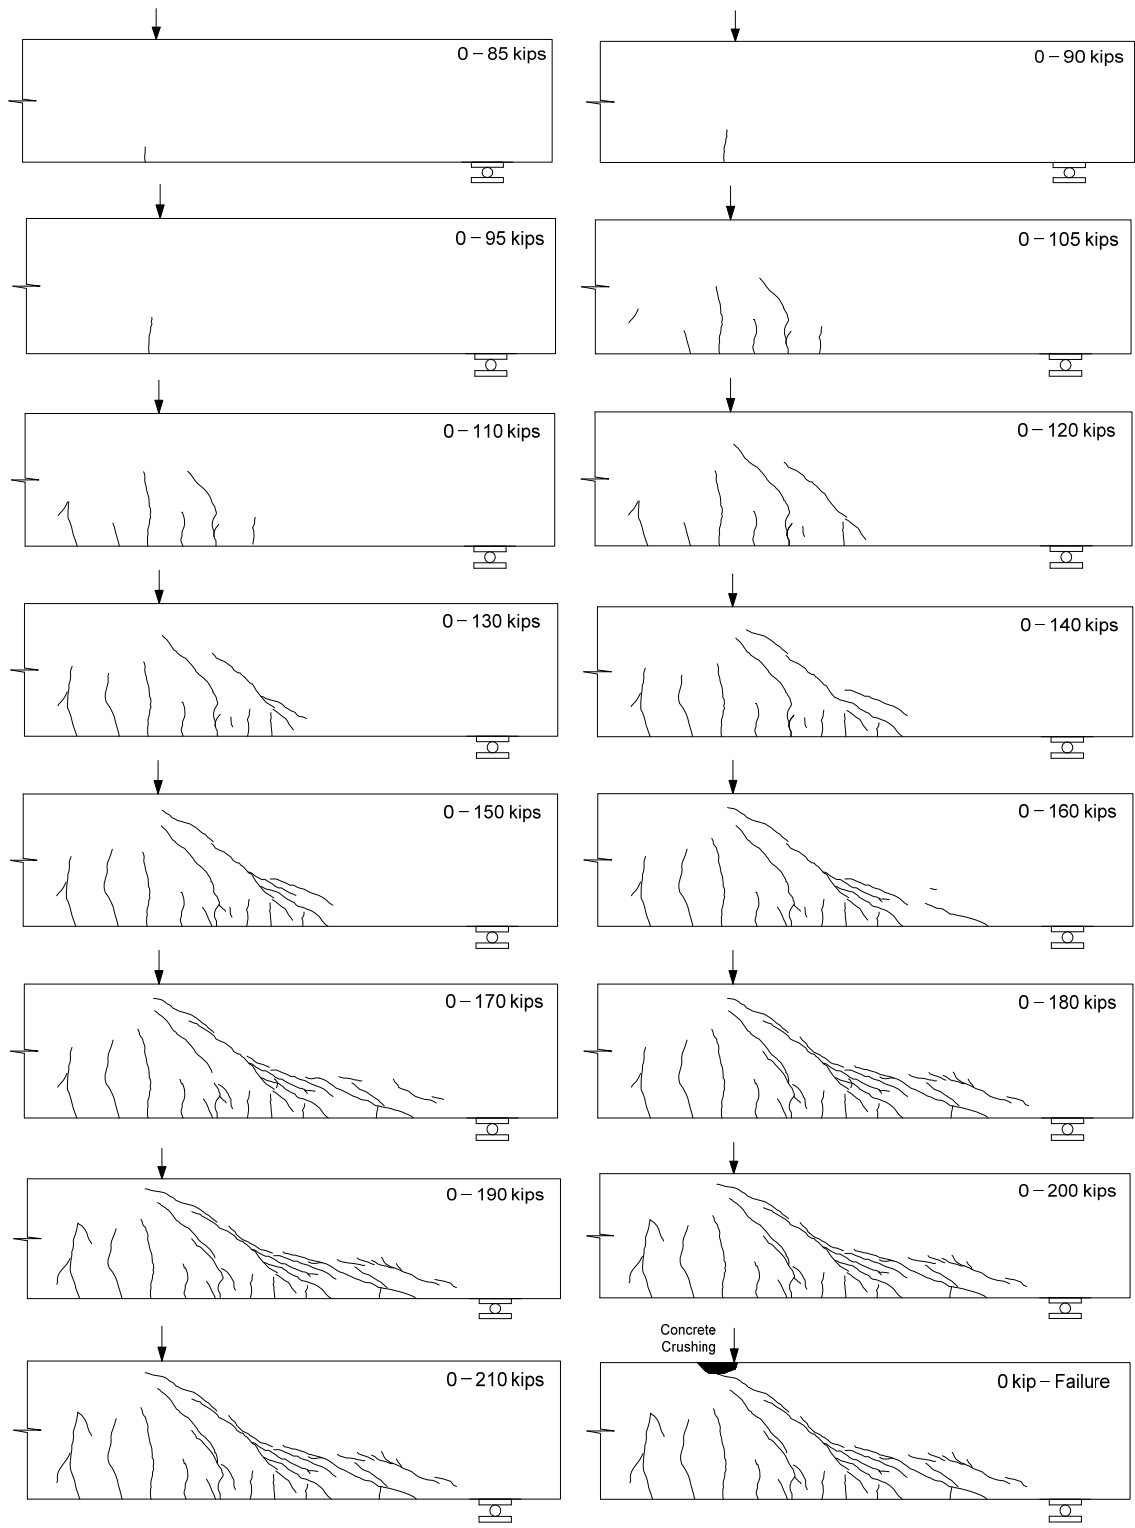 0 – 85 kips
0 – 90 kips
0 – 95 kips
0 – 105 kips
0 – 110 kips
0 – 120 kips
0 – 130 kips
0 – 140 kips
0 – 150 kips
0 – 160 kips
0 – 170 kips
0 – 180 kips
0 – 190 kips
0 – 200 kips
0 – 210 kips
Concrete
Crushing
0 kip – Failure